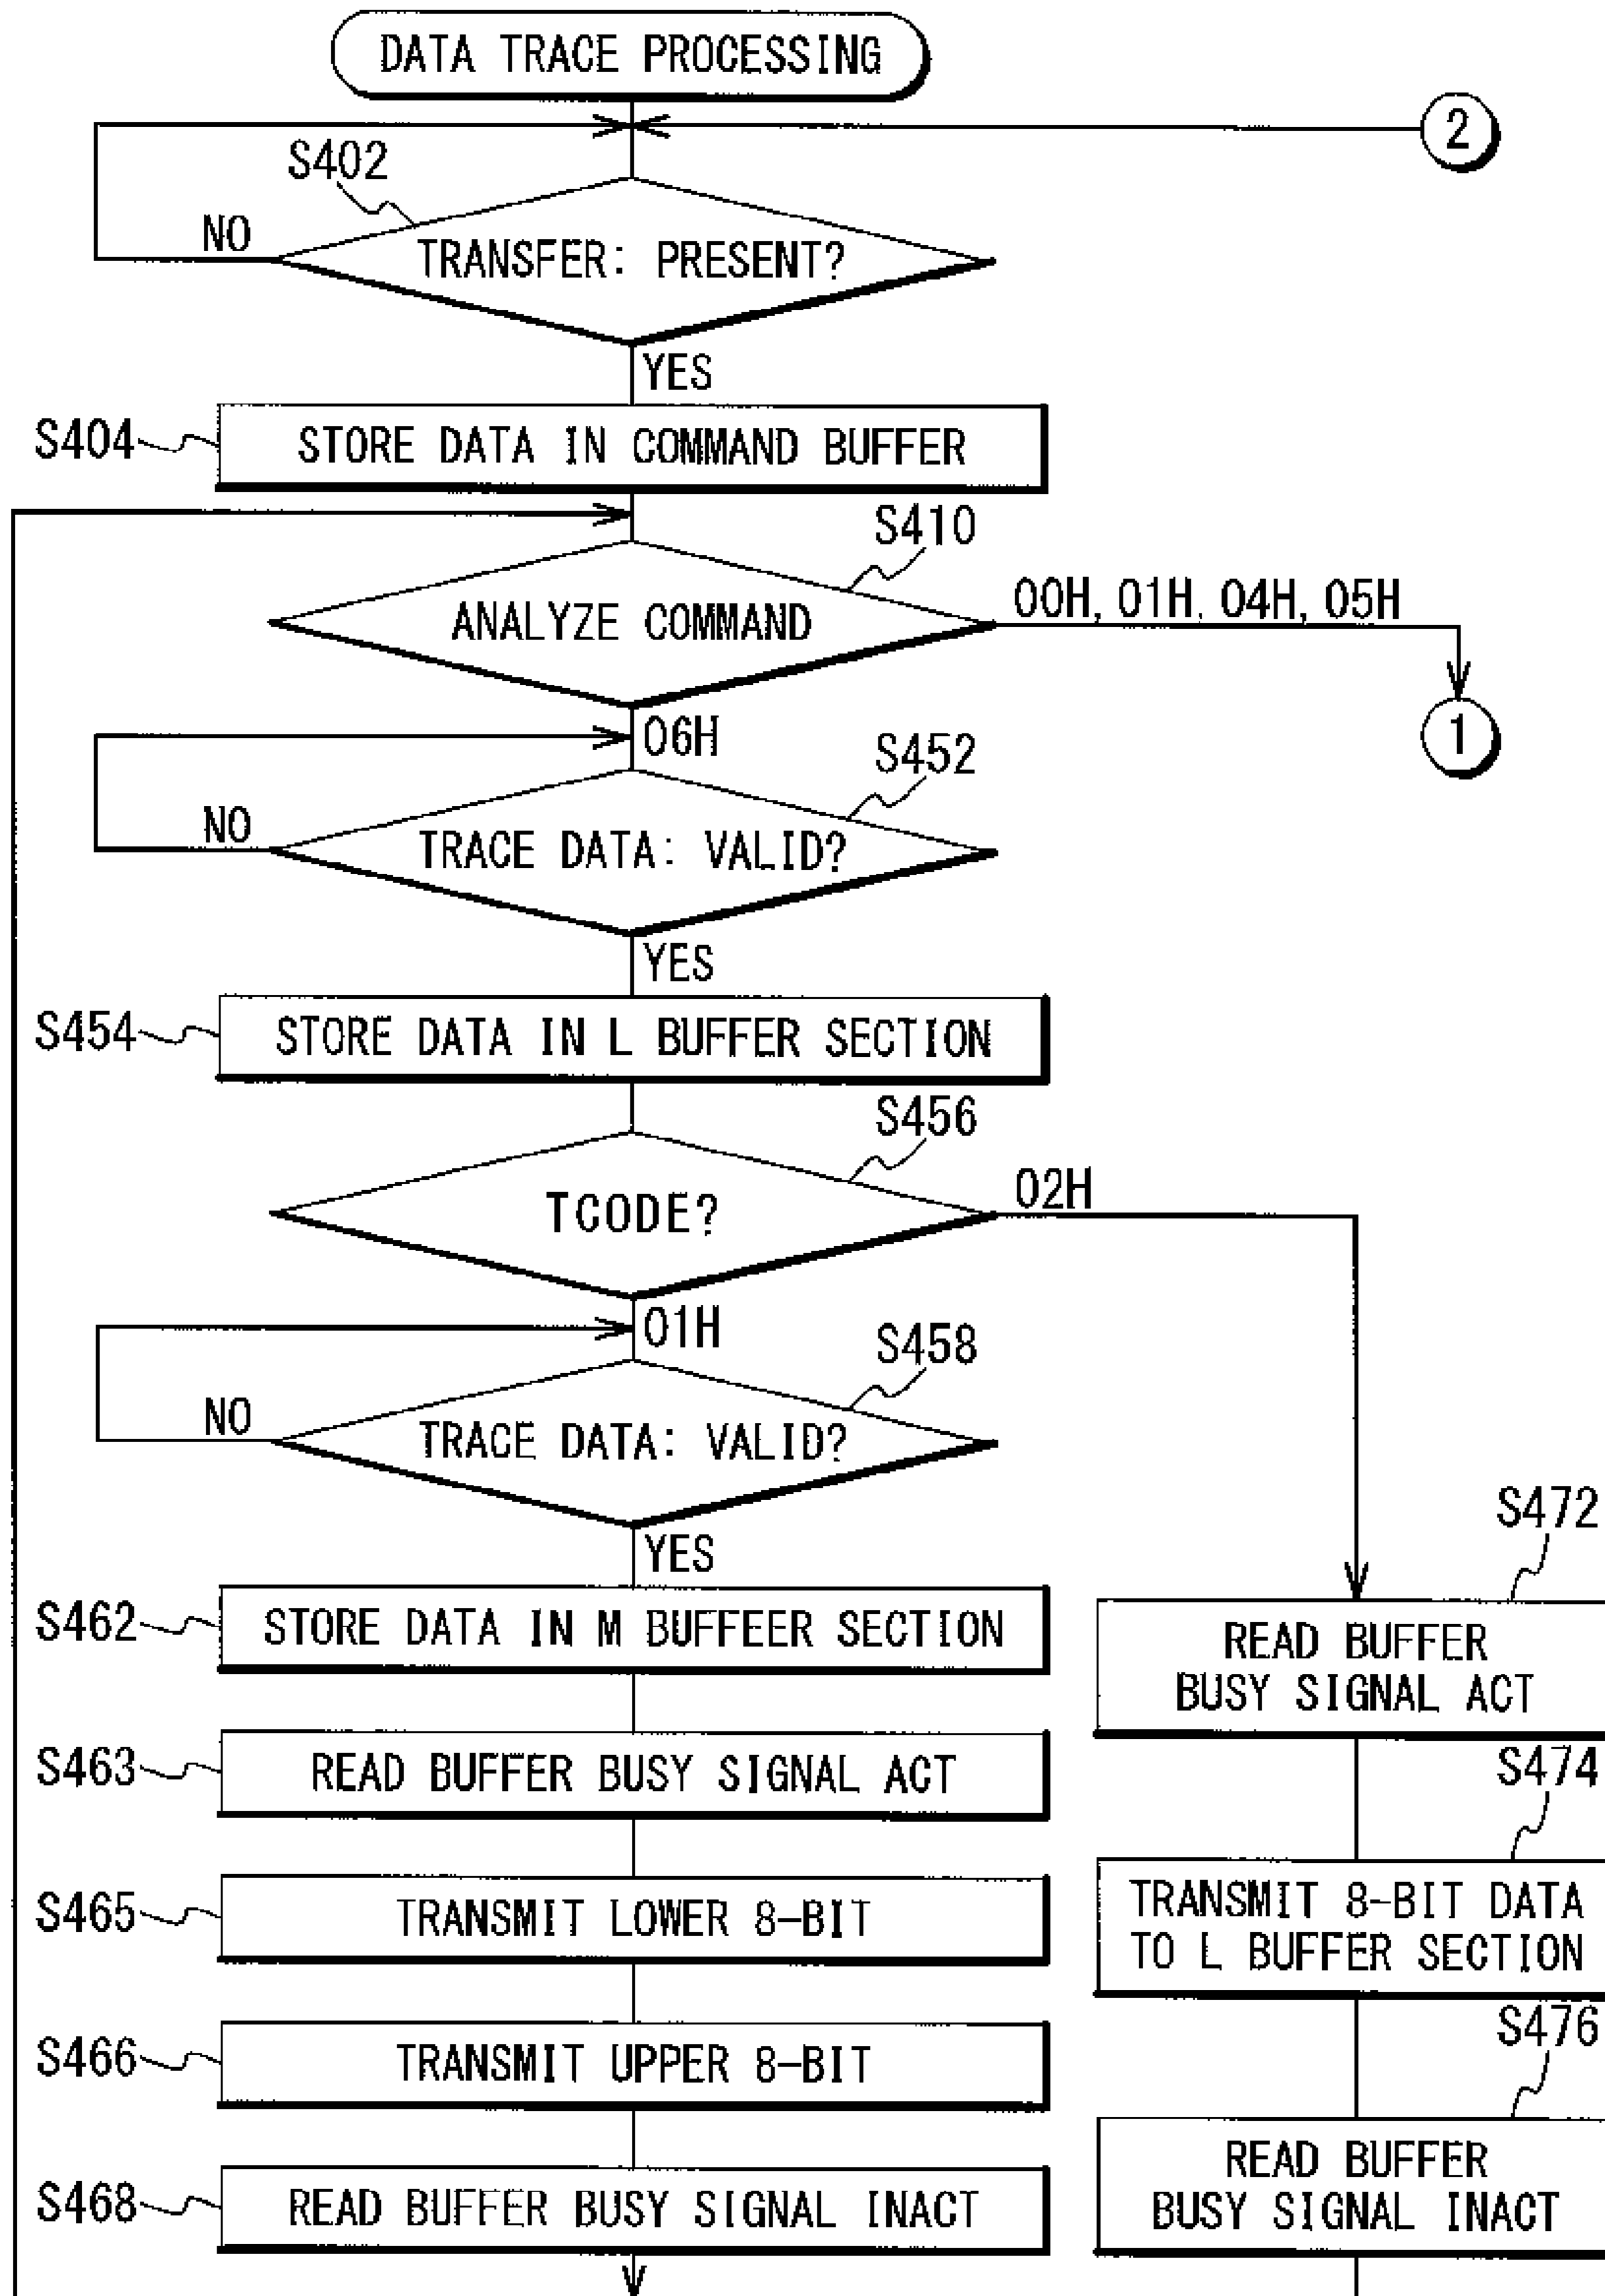 DATA TRACE PROCESSING
2
S402
NO
TRANSFER: PRESENT?
YES
S404
STORE DATA IN COMMAND BUFFER
S410
ANALYZE COMMAND
00H, 01H, 04H, 05H
1
06H
S452
NO
TRACE DATA: VALID?
YES
S454
STORE DATA IN L BUFFER SECTION
S456
TCODE?
02H
01H
S458
NO
TRACE DATA: VALID?
YES
S462
STORE DATA IN M BUFFEER SECTION
S472
READ BUFFER
BUSY SIGNAL ACT
S463
READ BUFFER BUSY SIGNAL ACT
S474
TRANSMIT 8-BIT DATA
TO L BUFFER SECTION
S465
TRANSMIT LOWER 8-BIT
S466
TRANSMIT UPPER 8-BIT
S476
READ BUFFER
BUSY SIGNAL INACT
S468
READ BUFFER BUSY SIGNAL INACT